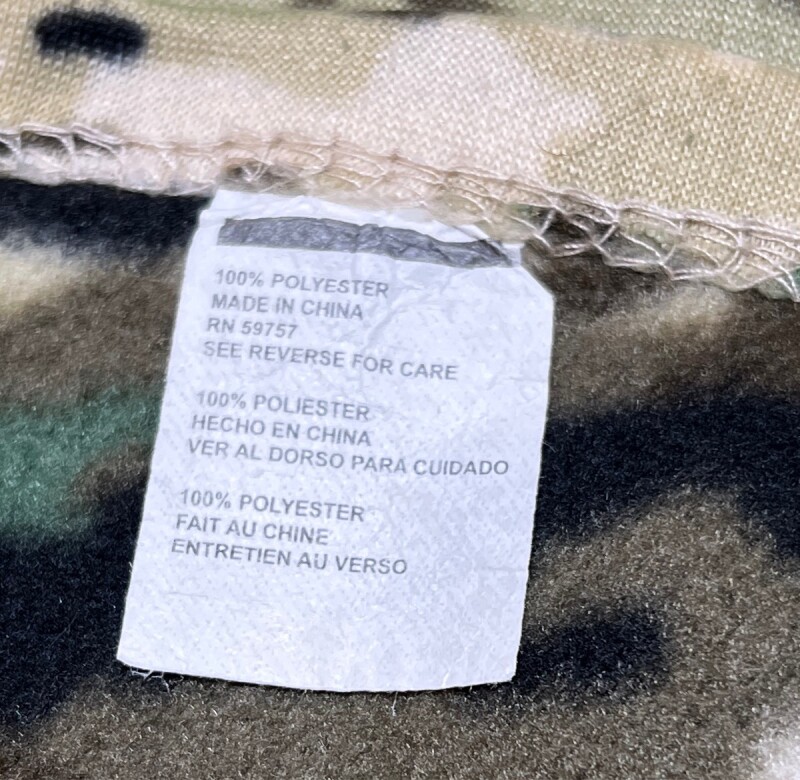 100% POLYESTER
MADE IN CHINA
RN 59757
SEE REVERSE FOR CARE
100% POLIESTER
HECHO EN CHINA
VER AL DORSO PARA CUIDADO
100% POLYESTER
FAIT AU CHINE
ENTRETIEN AU VERSO